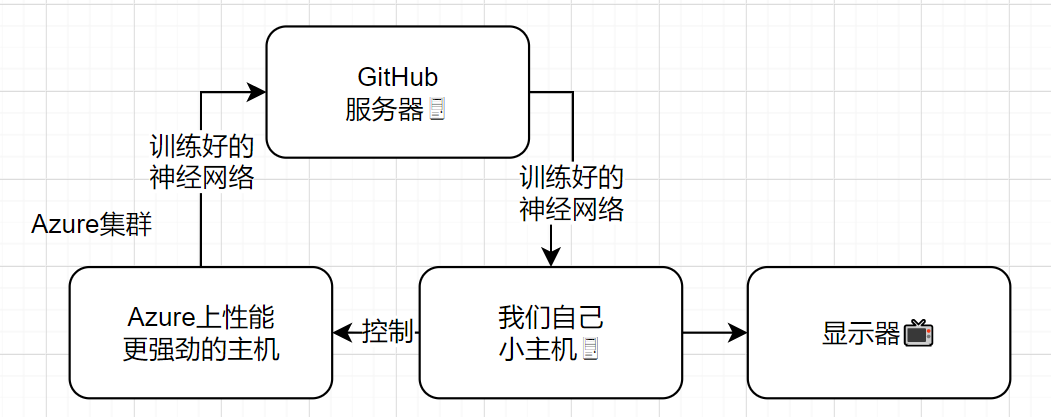 GitHub
服务器
训练好的
神经网络
训练好的
神经网络
Azure集群
Azure上性能
更强劲的主机
控制
我们自己
小主机
显示器